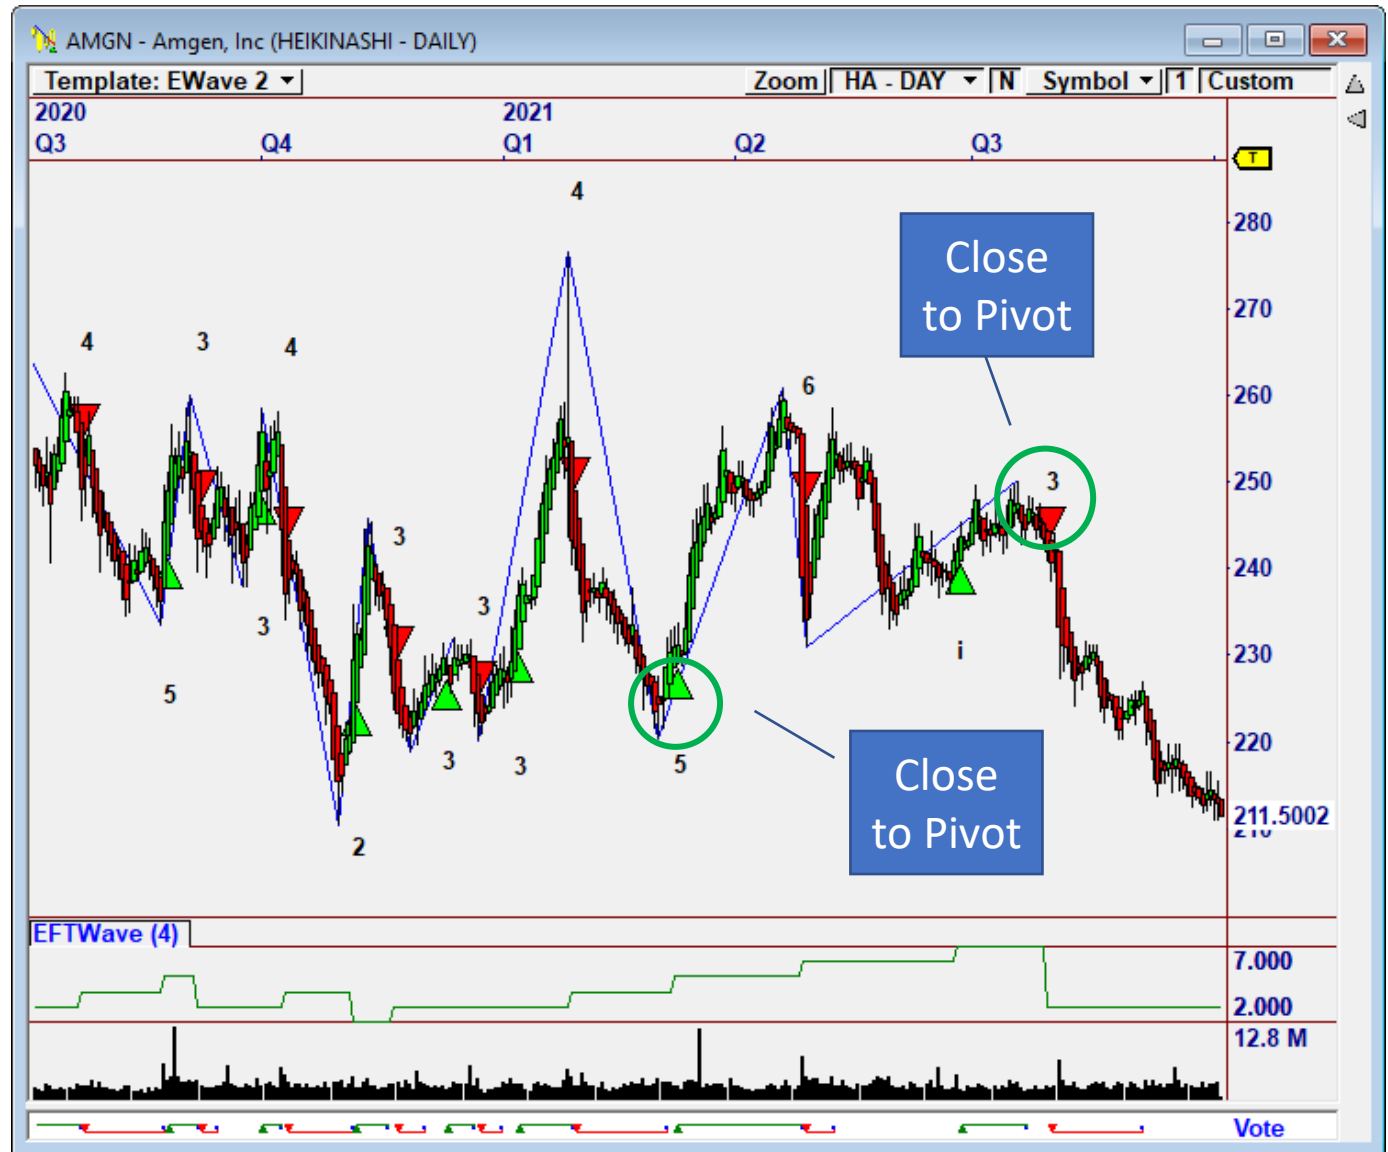 AMGN - Amgen, Inc (HEIKINASHI - DAILY)
Template: EWave 2 Zoom HA - DAY N Symbol 1 Custom
2020 2021
Q3 Q4 Q1 Q2 Q3
T
4
280
Close
to Pivot
270
4 3 4
6
260
3
250
3
240
3
3
i
230
5
220
3 3 5
Close
to Pivot
2
211.5002
210
EFTWave (4)
7.000
2.000
12.8 M
Vote